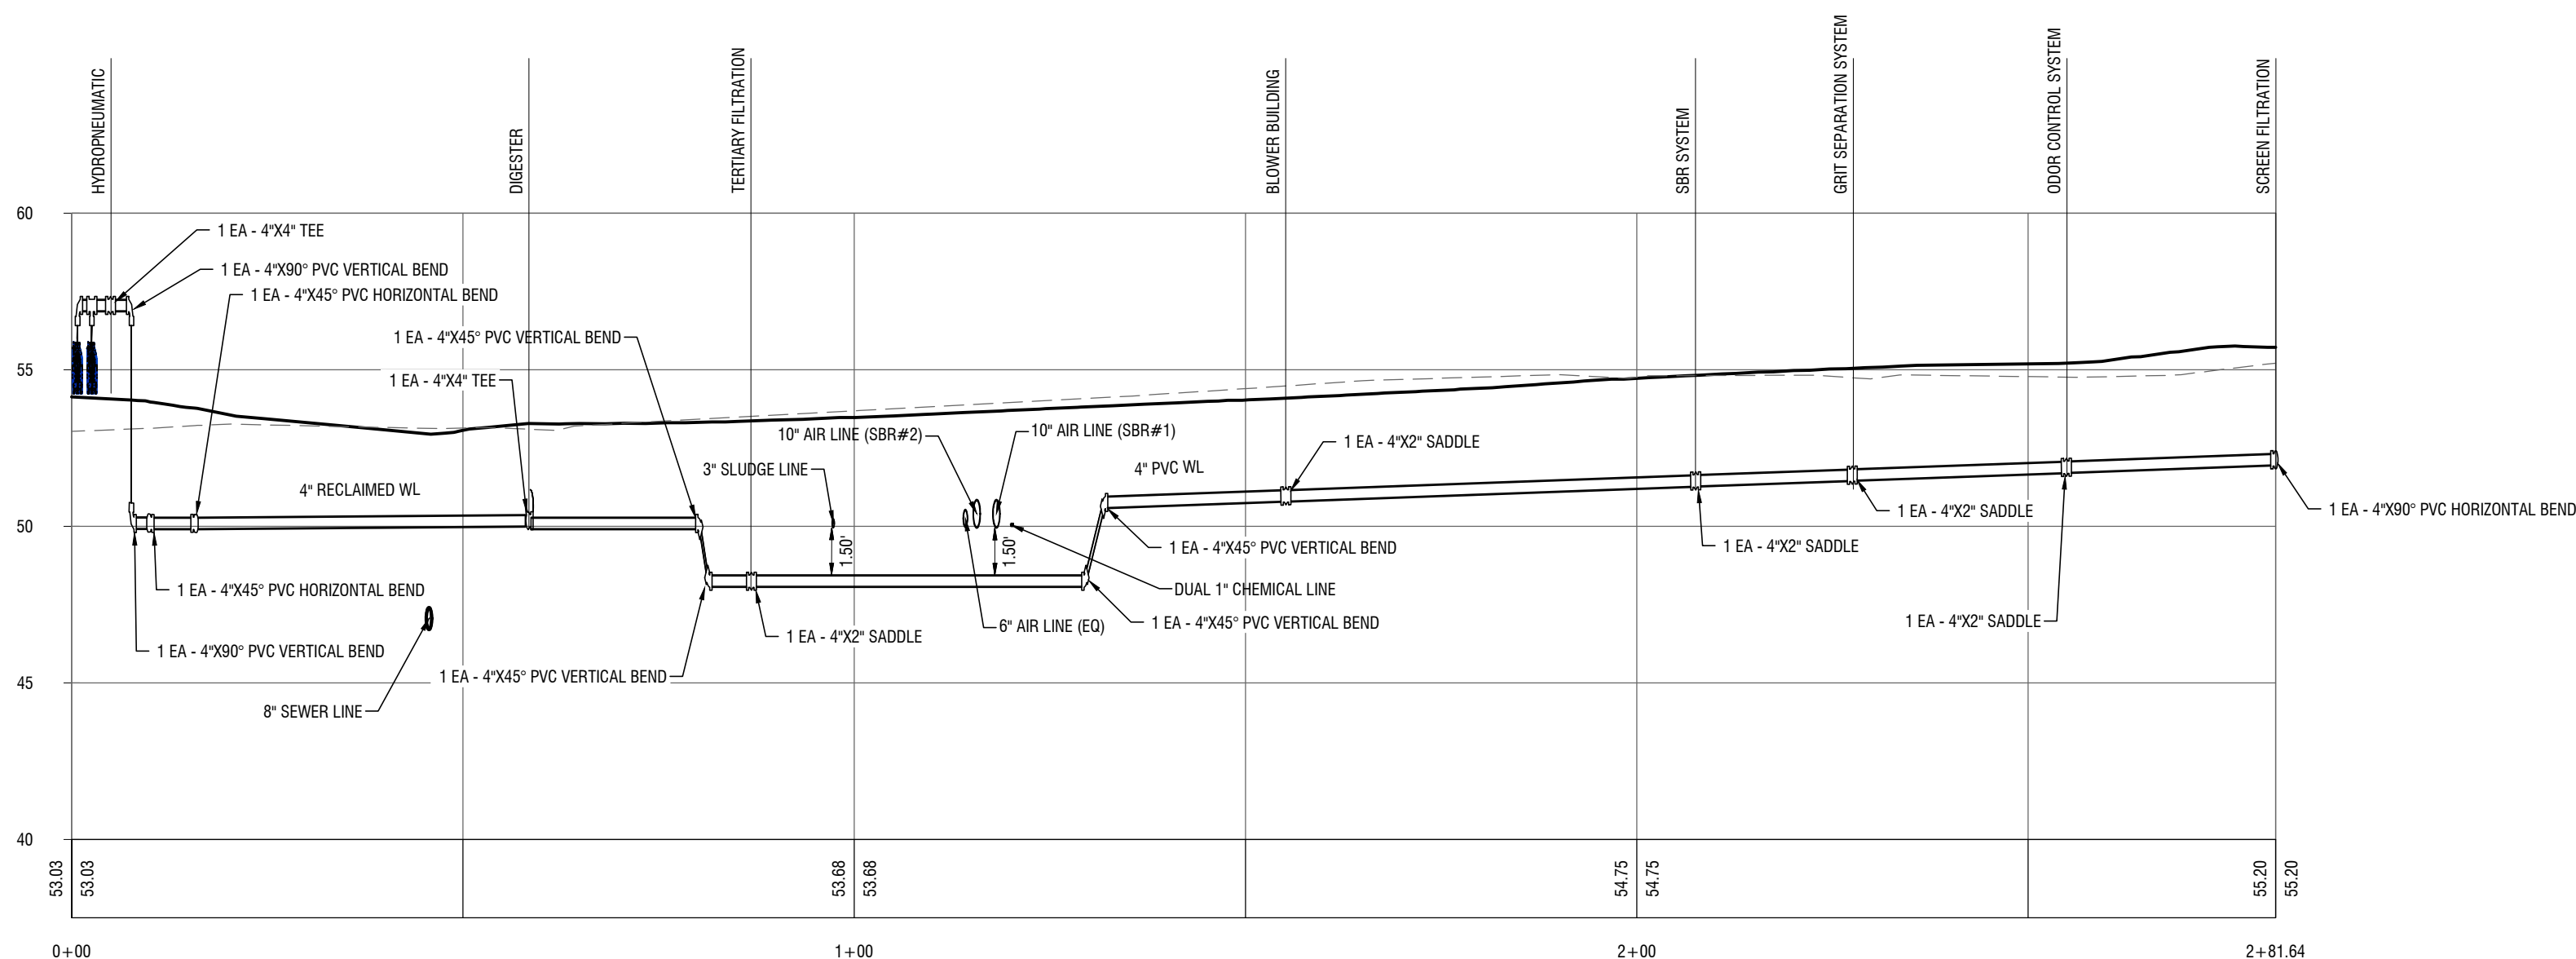 HYDROPNEUMATIC
DIGESTER
TERTIARY FILTRATION
BLOWER BUILDING
SBR SYSTEM
GRIT SEPARATION SYSTEM
ODOR CONTROL SYSTEM
SCREEN FILTRATION
60
1 EA - 4"X4" TEE
1 EA - 4"X90° PVC VERTICAL BEND
1 EA - 4"X45° PVC HORIZONTAL BEND
1 EA - 4"X45° PVC VERTICAL BEND
55
1 EA - 4"X4" TEE
10" AIR LINE (SBR#2)
10" AIR LINE (SBR#1)
1 EA - 4"X2" SADDLE
3" SLUDGE LINE
4" PVC WL
4" RECLAIMED WL
1 EA - 4"X90° PVC HORIZONTAL BEND
1 EA - 4"X2" SADDLE
50
1.50'
1.50'
1 EA - 4"X45° PVC VERTICAL BEND
1 EA - 4"X2" SADDLE
1 EA - 4"X45° PVC HORIZONTAL BEND
DUAL 1" CHEMICAL LINE
1 EA - 4"X2" SADDLE
1 EA - 4"X45° PVC VERTICAL BEND
6" AIR LINE (EQ)
1 EA - 4"X2" SADDLE
1 EA - 4"X90° PVC VERTICAL BEND
1 EA - 4"X45° PVC VERTICAL BEND
45
8" SEWER LINE
40
53.03
53.03
53.68
53.68
54.75
54.75
55.20
55.20
0+00
1+00
2+00
2+81.64